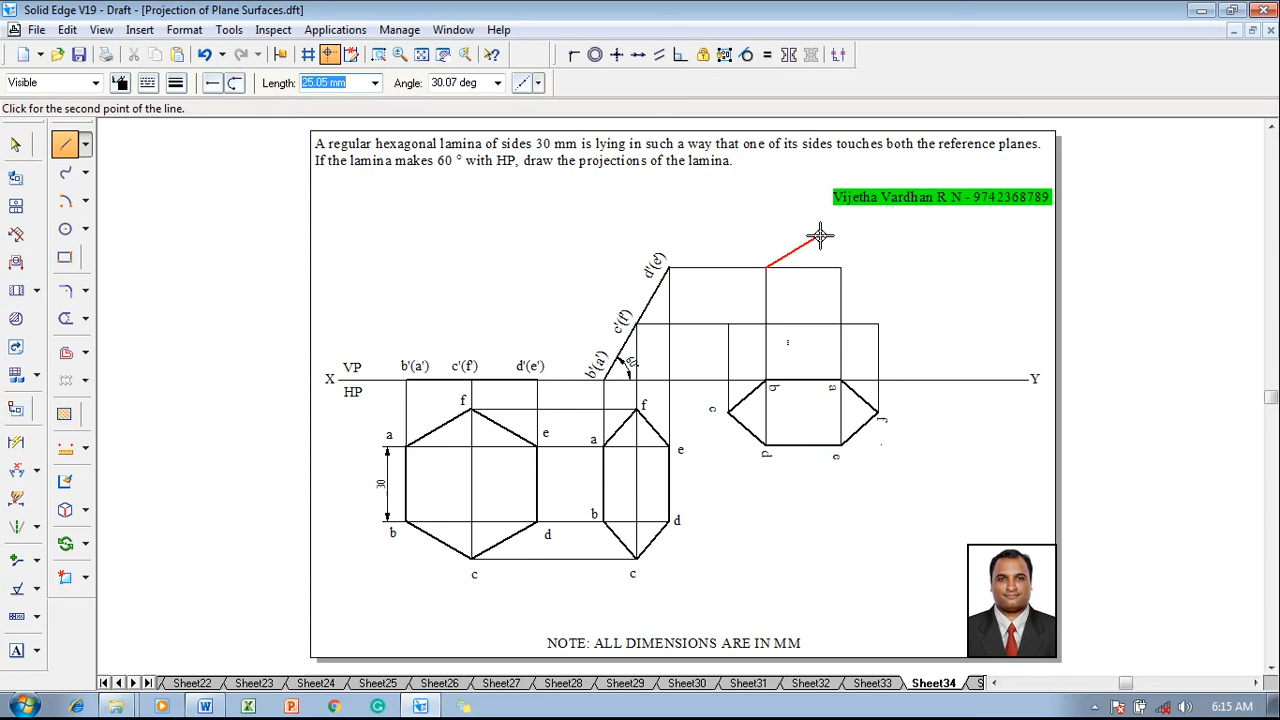 Solid Edge V19 - Draft - [Projection of Plane Surfaces.dft]
File Edit View Insert Format Tools Inspect Applications Manage Window Help
Visible Length: 25.05 mm Angle: 30.07 deg
Click for the second point of the line.
A regular hexagonal lamina of sides 30 mm is lying in such a way that one of its sides touches both the reference planes.
If the lamina makes 60 ° with HP, draw the projections of the lamina.
Vijetha Vardhan R N - 9742368789
d'(e')
c'(f')
b'(a')
60°
VP b'(a') c'(f') d'(e')
X Y
HP
b a
f f c f
a e a e
d e
30
b d b d
c c
NOTE: ALL DIMENSIONS ARE IN MM
Sheet22 Sheet23 Sheet24 Sheet25 Sheet26 Sheet27 Sheet28 Sheet29 Sheet30 Sheet31 Sheet32 Sheet33 Sheet34 S
6:15 AM